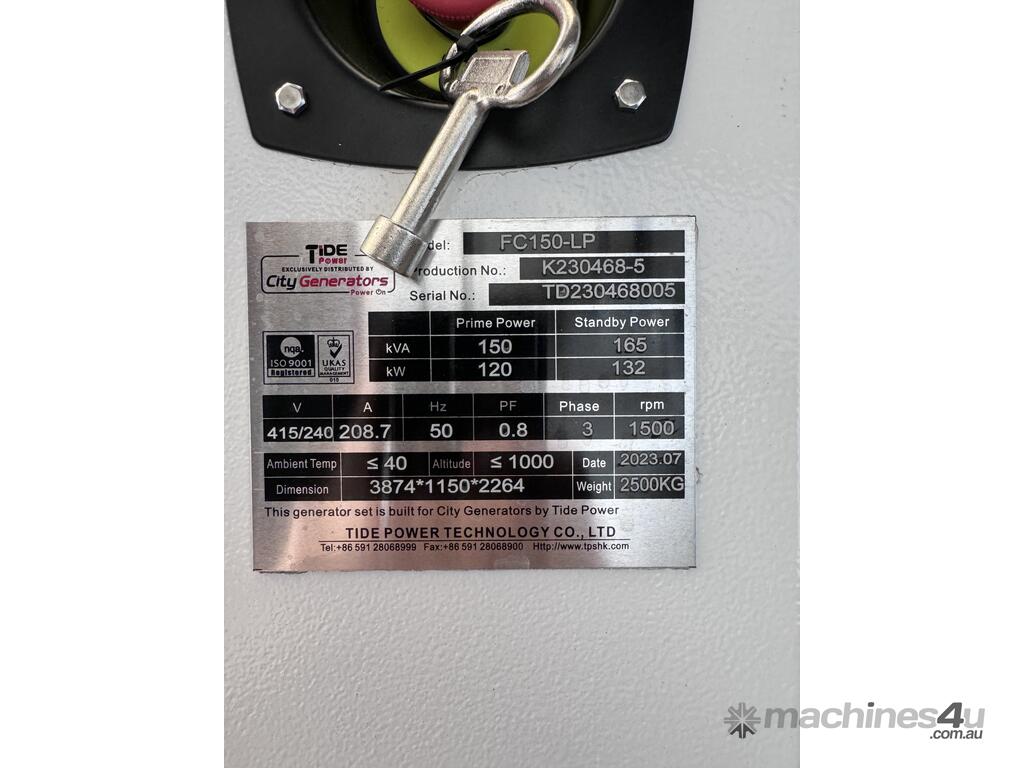 TIDE
Power
EXCLUSIVELY DISTRIBUTED BY
City Generators
Power On
del: FC150-LP
Production No.: K230468-5
Serial No.: TD230468005
nqa.
ISO 9001
Registered
UKAS
QUALITY
MANAGEMENT
015
Prime Power Standby Power
kVA 150 165
kW 120 132
V A Hz PF Phase rpm
415/240 208.7 50 0.8 3 1500
Ambient Temp ≤ 40 Altitude ≤ 1000 Date 2023.07
Dimension 3874*1150*2264 Weight 2500KG
This generator set is built for City Generators by Tide Power
TIDE POWER TECHNOLOGY CO., LTD
Tel:+86 591 28068999 Fax:+86 591 28068900 Http://www.tpshk.com
machines4u
.com.au